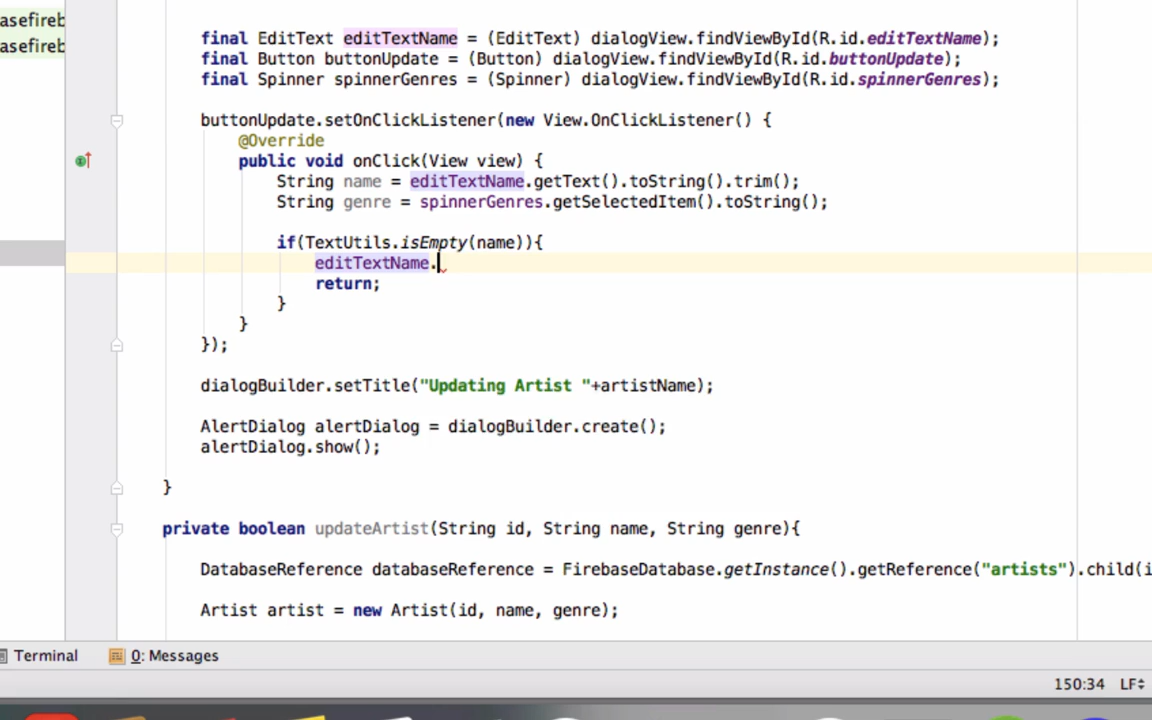 asefireb
asefireb
final EditText editTextName = (EditText) dialogView.findViewById(R.id.editTextName);
final Button buttonUpdate = (Button) dialogView.findViewById(R.id.buttonUpdate);
final Spinner spinnerGenres = (Spinner) dialogView.findViewById(R.id.spinnerGenres);
buttonUpdate.setOnClickListener(new View.OnClickListener() {
@Override
public void onClick(View view) {
String name = editTextName.getText().toString().trim();
String genre = spinnerGenres.getSelectedItem().toString();
if(TextUtils.isEmpty(name)){
editTextName.
return;
}
}
});
dialogBuilder.setTitle("Updating Artist "+artistName);
AlertDialog alertDialog = dialogBuilder.create();
alertDialog.show();
}
private boolean updateArtist(String id, String name, String genre){
DatabaseReference databaseReference = FirebaseDatabase.getInstance().getReference("artists").child(i
Artist artist = new Artist(id, name, genre);
Terminal 0: Messages
150:34 LF